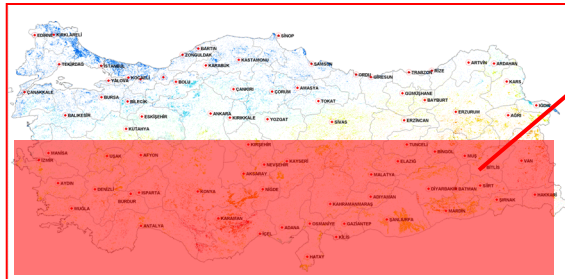 SİNOP
EDİRNE KIRKLARELİ
BARTIN
ZONGULDAK
KASTAMONU
TEKİRDAĞ İSTANBUL KARABÜK SAMSUN ARTVİN ARDAHAN
KOCAELİ ORDU GİRESUN TRABZON RİZE
YALOVA BOLU KARS
ÇANAKKALE ÇANKIRI ÇORUM AMASYA GÜMÜŞHANE
BURSA BİLECİK TOKAT BAYBURT
IĞDIR
BALIKESİR ESKİŞEHİR ANKARA KIRIKKALE YOZGAT SİVAS ERZİNCAN ERZURUM AĞRI
KÜTAHYA
KIRŞEHİR TUNCELİ
MANİSA UŞAK AFYON BİNGÖL MUŞ
İZMİR NEVŞEHİR KAYSERİ ELAZIĞ VAN
AKSARAY BİTLİS
MALATYA
AYDIN DENİZLİ ISPARTA KONYA NİĞDE DİYARBAKIR BATMAN SİİRT
BURDUR ADIYAMAN ŞIRNAK HAKKARİ
MUĞLA KAHRAMANMARAŞ MARDİN
KARAMAN ŞANLIURFA
ANTALYA ADANA OSMANİYE GAZİANTEP
İÇEL KİLİS
HATAY